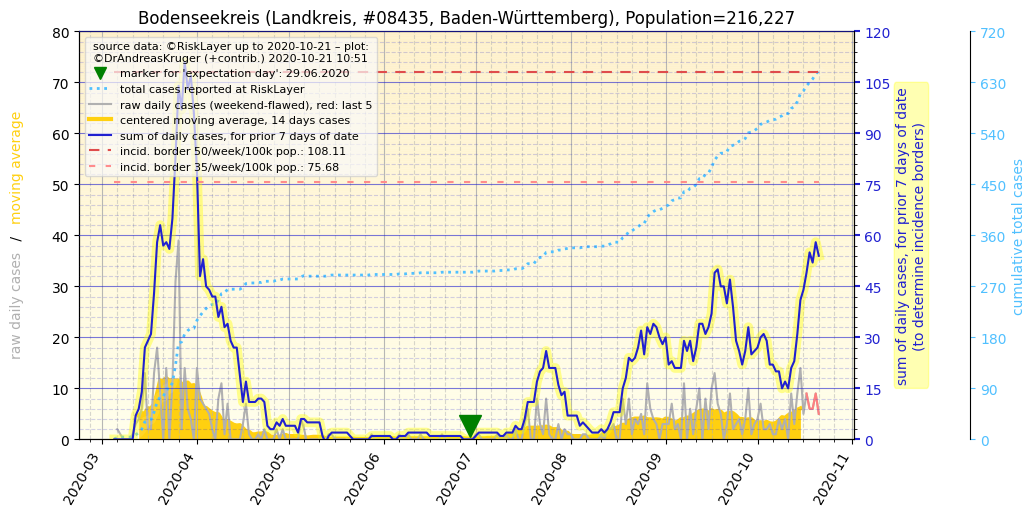 Bodenseekreis (Landkreis, #08435, Baden-Württemberg), Population=216,227
source data: ©RiskLayer up to 2020-10-21 – plot:
©DrAndreasKruger (+contrib.) 2020-10-21 10:51
marker for 'expectation day': 29.06.2020
total cases reported at RiskLayer
raw daily cases (weekend-flawed), red: last 5
centered moving average, 14 days cases
sum of daily cases, for prior 7 days of date
incid. border 50/week/100k pop.: 108.11
incid. border 35/week/100k pop.: 75.68
raw daily cases / moving average
80
70
60
50
40
30
20
10
0
2020-03
2020-04
2020-05
2020-06
2020-07
2020-08
2020-09
2020-10
2020-11
120
105
90
75
60
45
30
15
0
sum of daily cases, for prior 7 days of date
(to determine incidence borders)
720
630
540
450
360
270
180
90
0
cumulative total cases